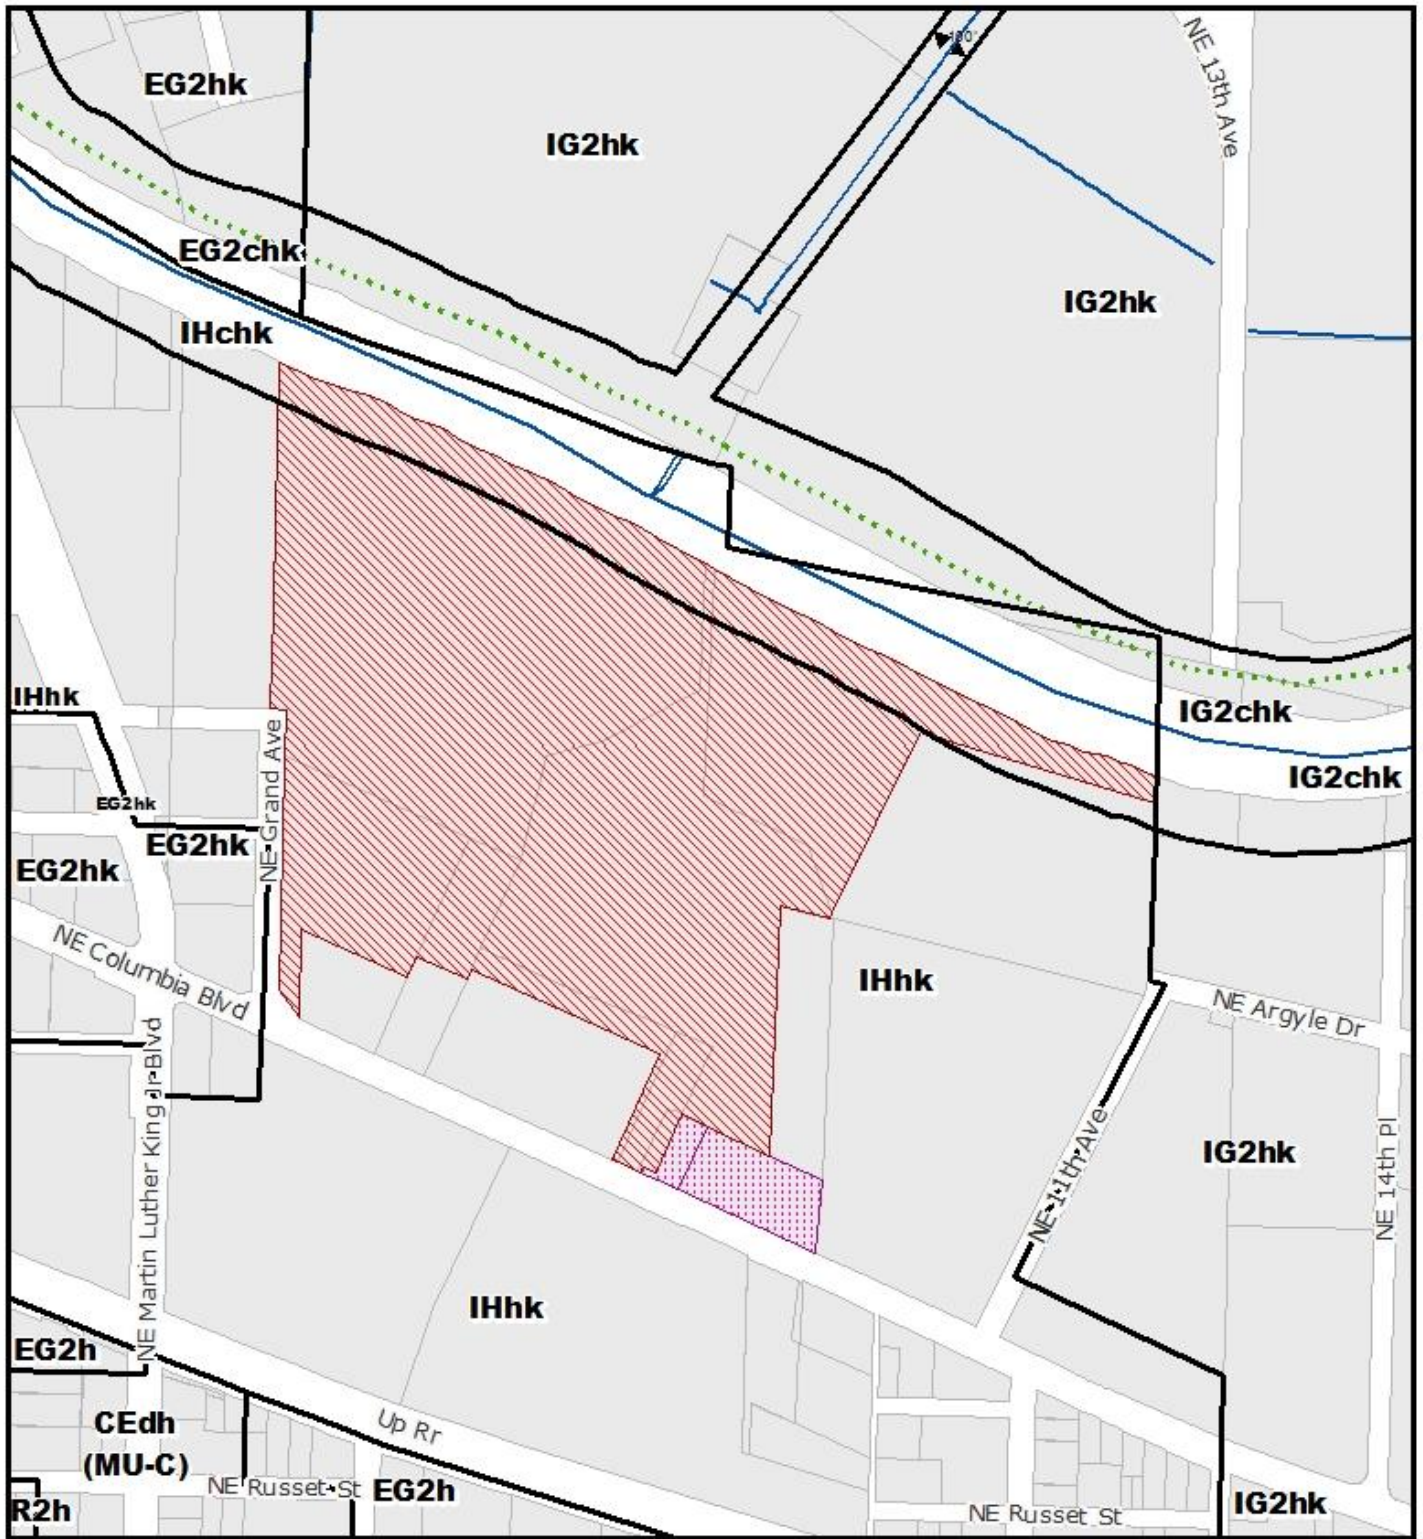 100'
NE 13th Ave
EG2hk
IG2hk
EG2chk
IG2hk
IHchk
IHhk
IG2chk
IG2chk
NE Grand Ave
EG2hk
EG2hk
EG2hk
NE Columbia Blvd
IHhk
NE Argyle Dr
NE Martin Luther King Jr Blvd
NE 11th Ave
IG2hk
NE 14th Pl
IHhk
EG2h
CEdh
(MU-C)
Up Rr
NE Russet St
EG2h
R2h
NE Russet St
IG2hk